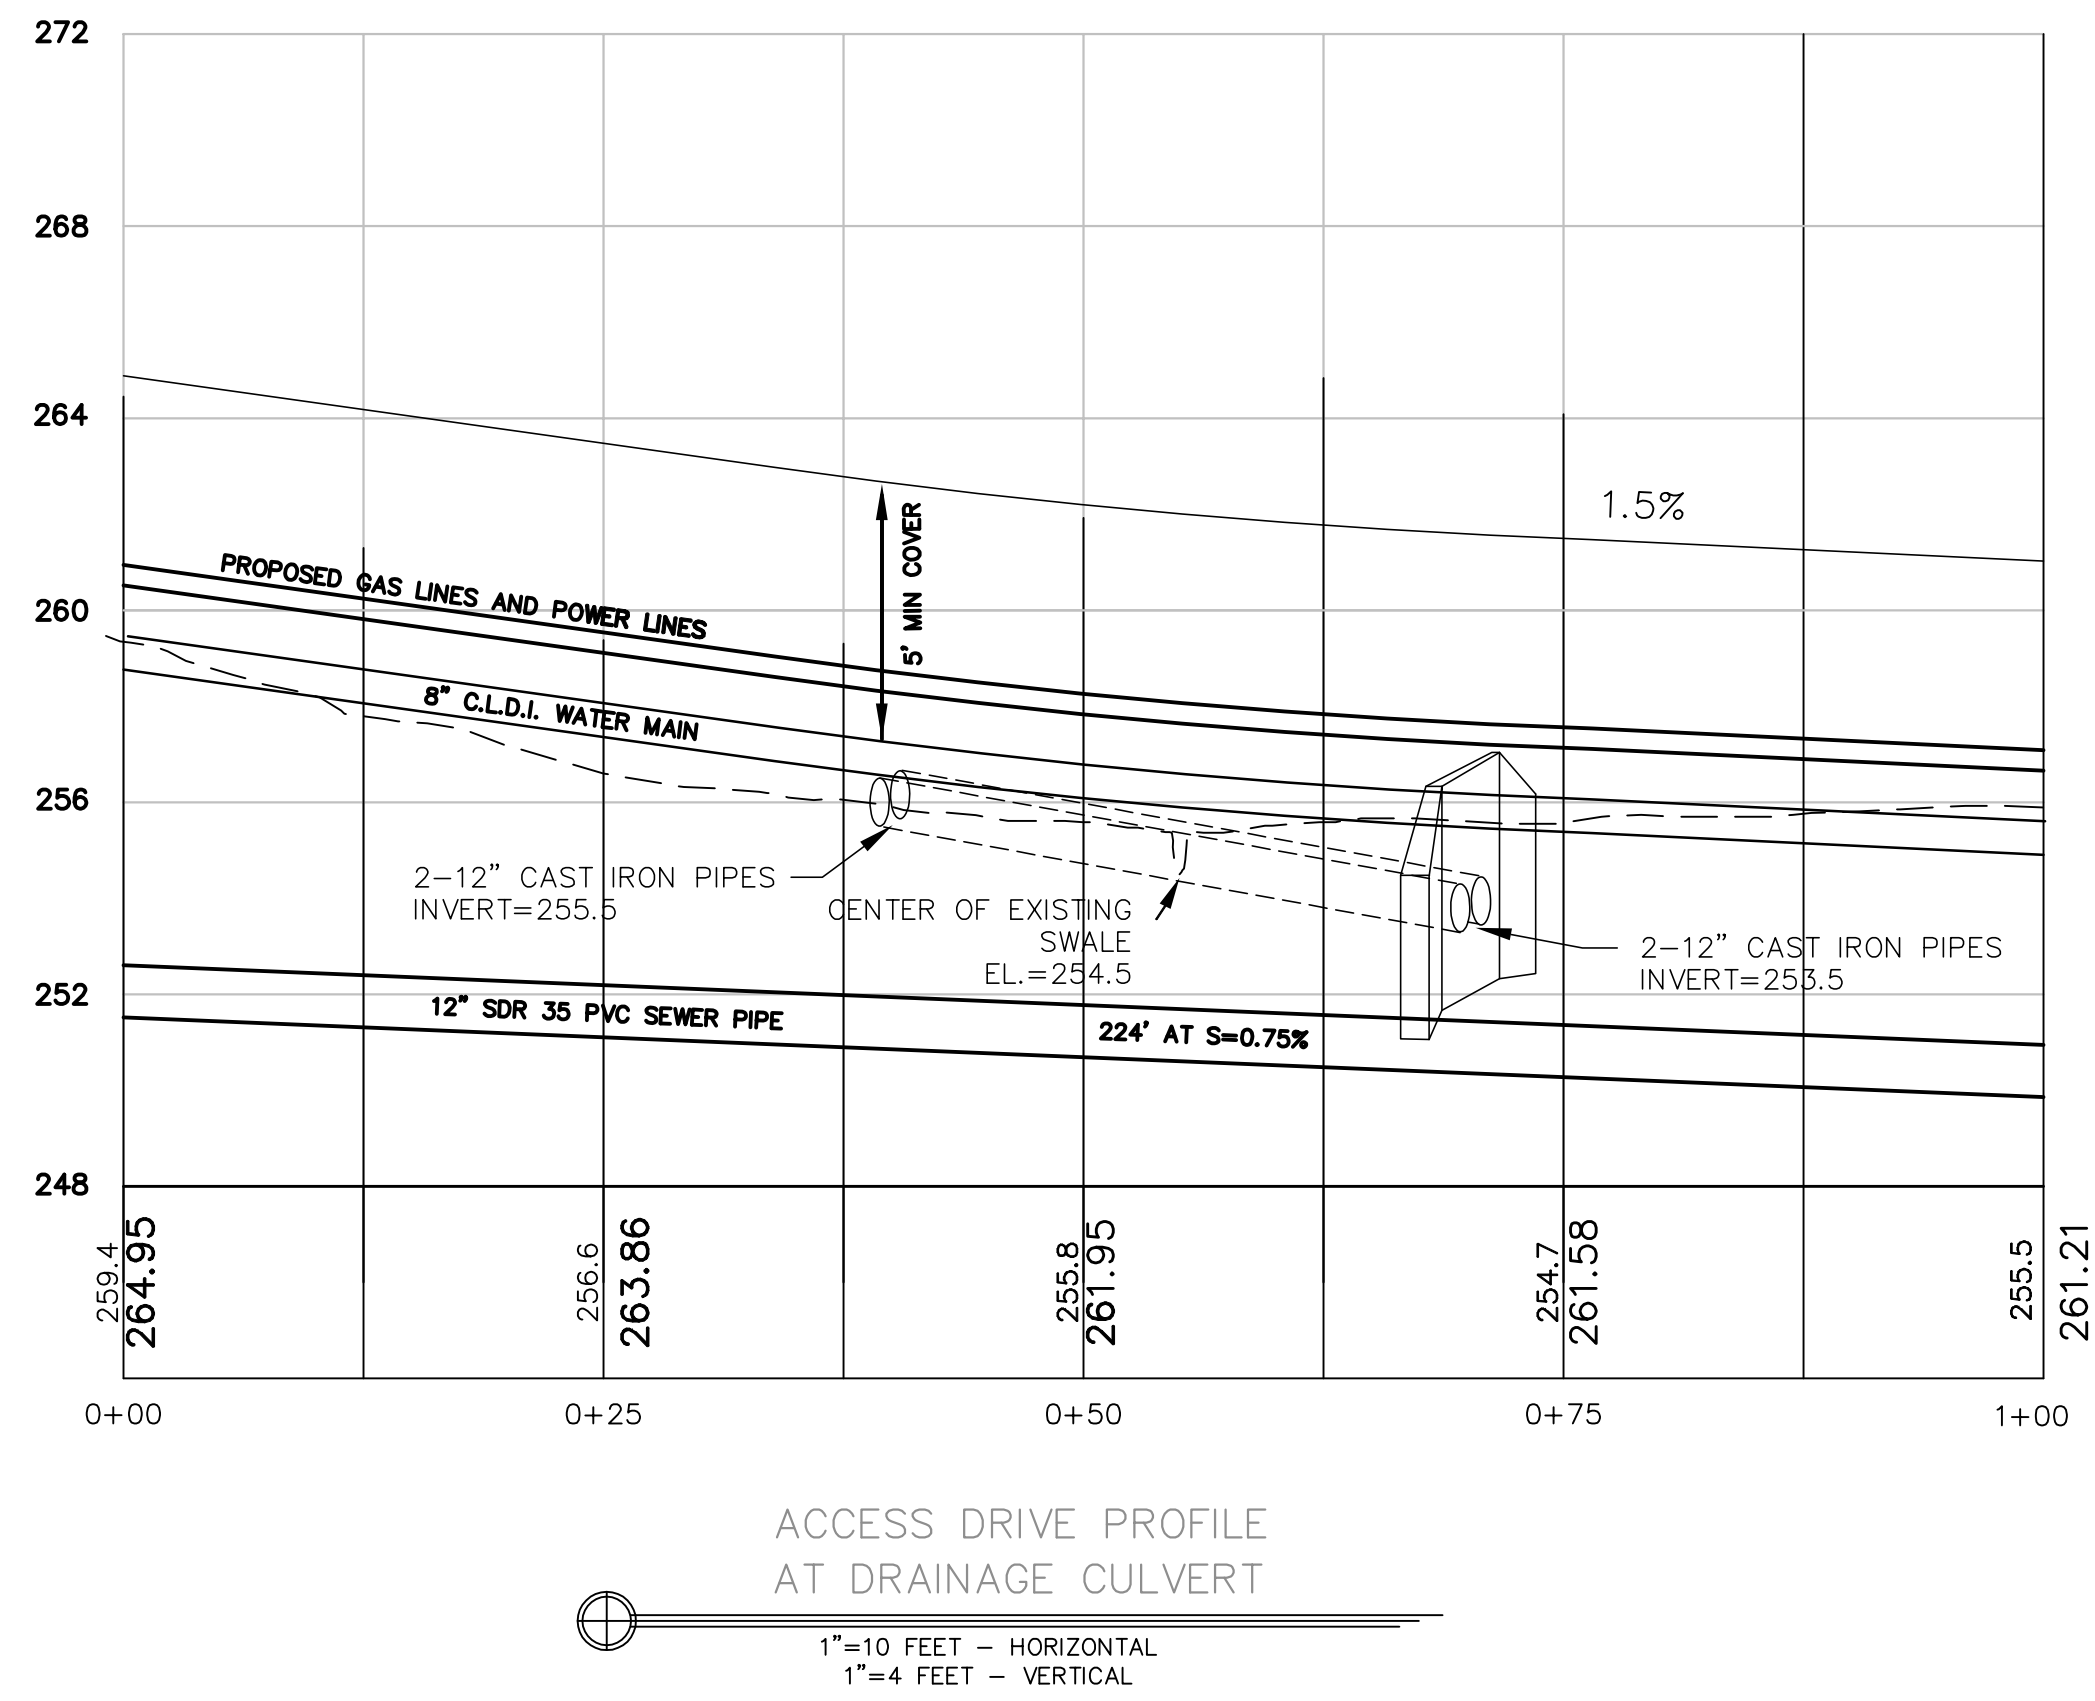 272
268
264
1.5%
5' MIN COVER
PROPOSED GAS LINES AND POWER LINES
260
8" C.L.D.I. WATER MAIN
256
2-12" CAST IRON PIPES
INVERT=255.5
CENTER OF EXISTING
SWALE
EL.=254.5
2-12" CAST IRON PIPES
INVERT=253.5
252
12" SDR 35 PVC SEWER PIPE
224' AT S=0.75%
248
259.4
264.95
256.6
263.86
255.8
261.95
254.7
261.58
255.5
261.21
0+00
0+25
0+50
0+75
1+00
ACCESS DRIVE PROFILE
AT DRAINAGE CULVERT
1"=10 FEET - HORIZONTAL
1"=4 FEET - VERTICAL